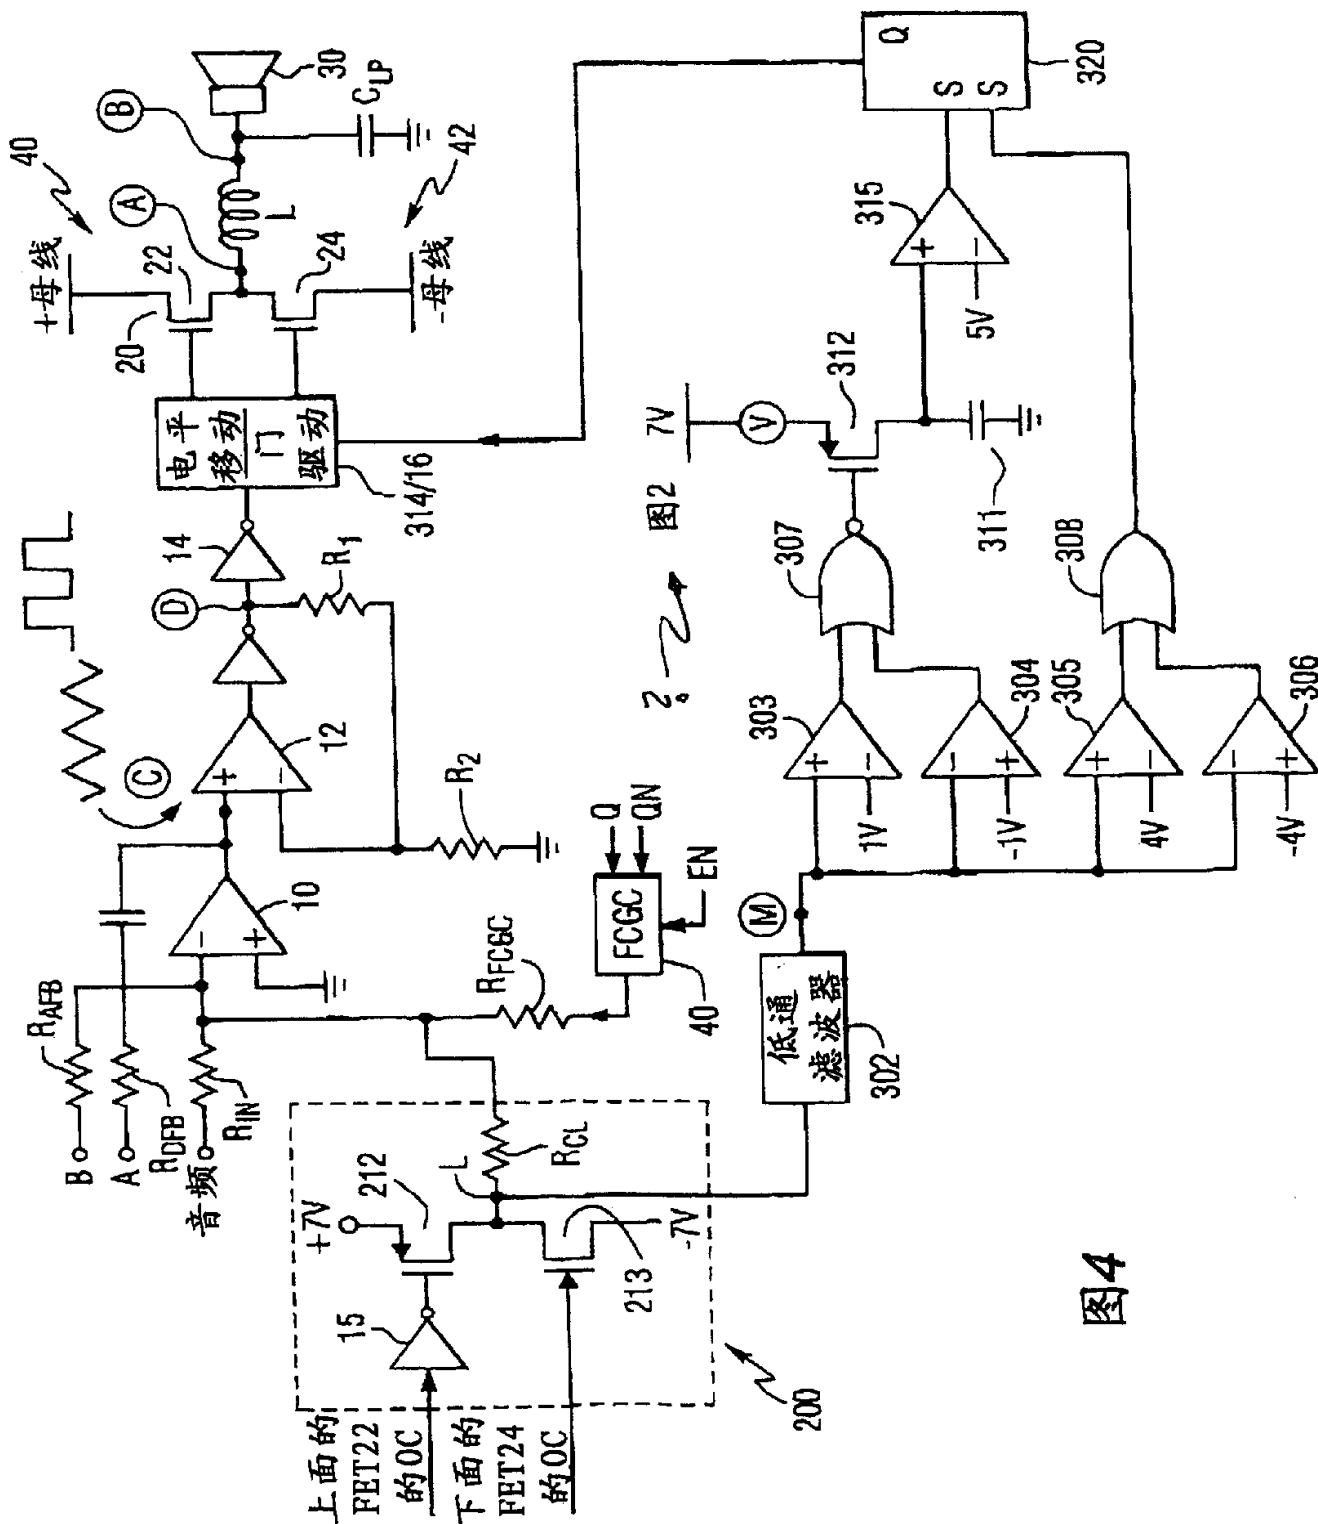 40
+母线
20
22
A
B
30
C_LP
L
24
42
-母线
电平
移动
门
驱动
314/16
14
D
R1
C
12
R2
10
B
R_AFB
A
R_DFB
音频
R_IN
R_FCGC
Q
QN
FCGC
EN
40
上面的
FET22
的OC
下面的
FET24
的OC
15
+7V
212
L
R_CL
213
-7V
200
低通
滤波器
302
M
303
1V
304
-1V
305
4V
306
-4V
307
308
2
图2
7V
V
312
311
315
5V
Q
S
S
320
+
-
+
-
+
-
-
+
+
-
-
+
+
-
图4